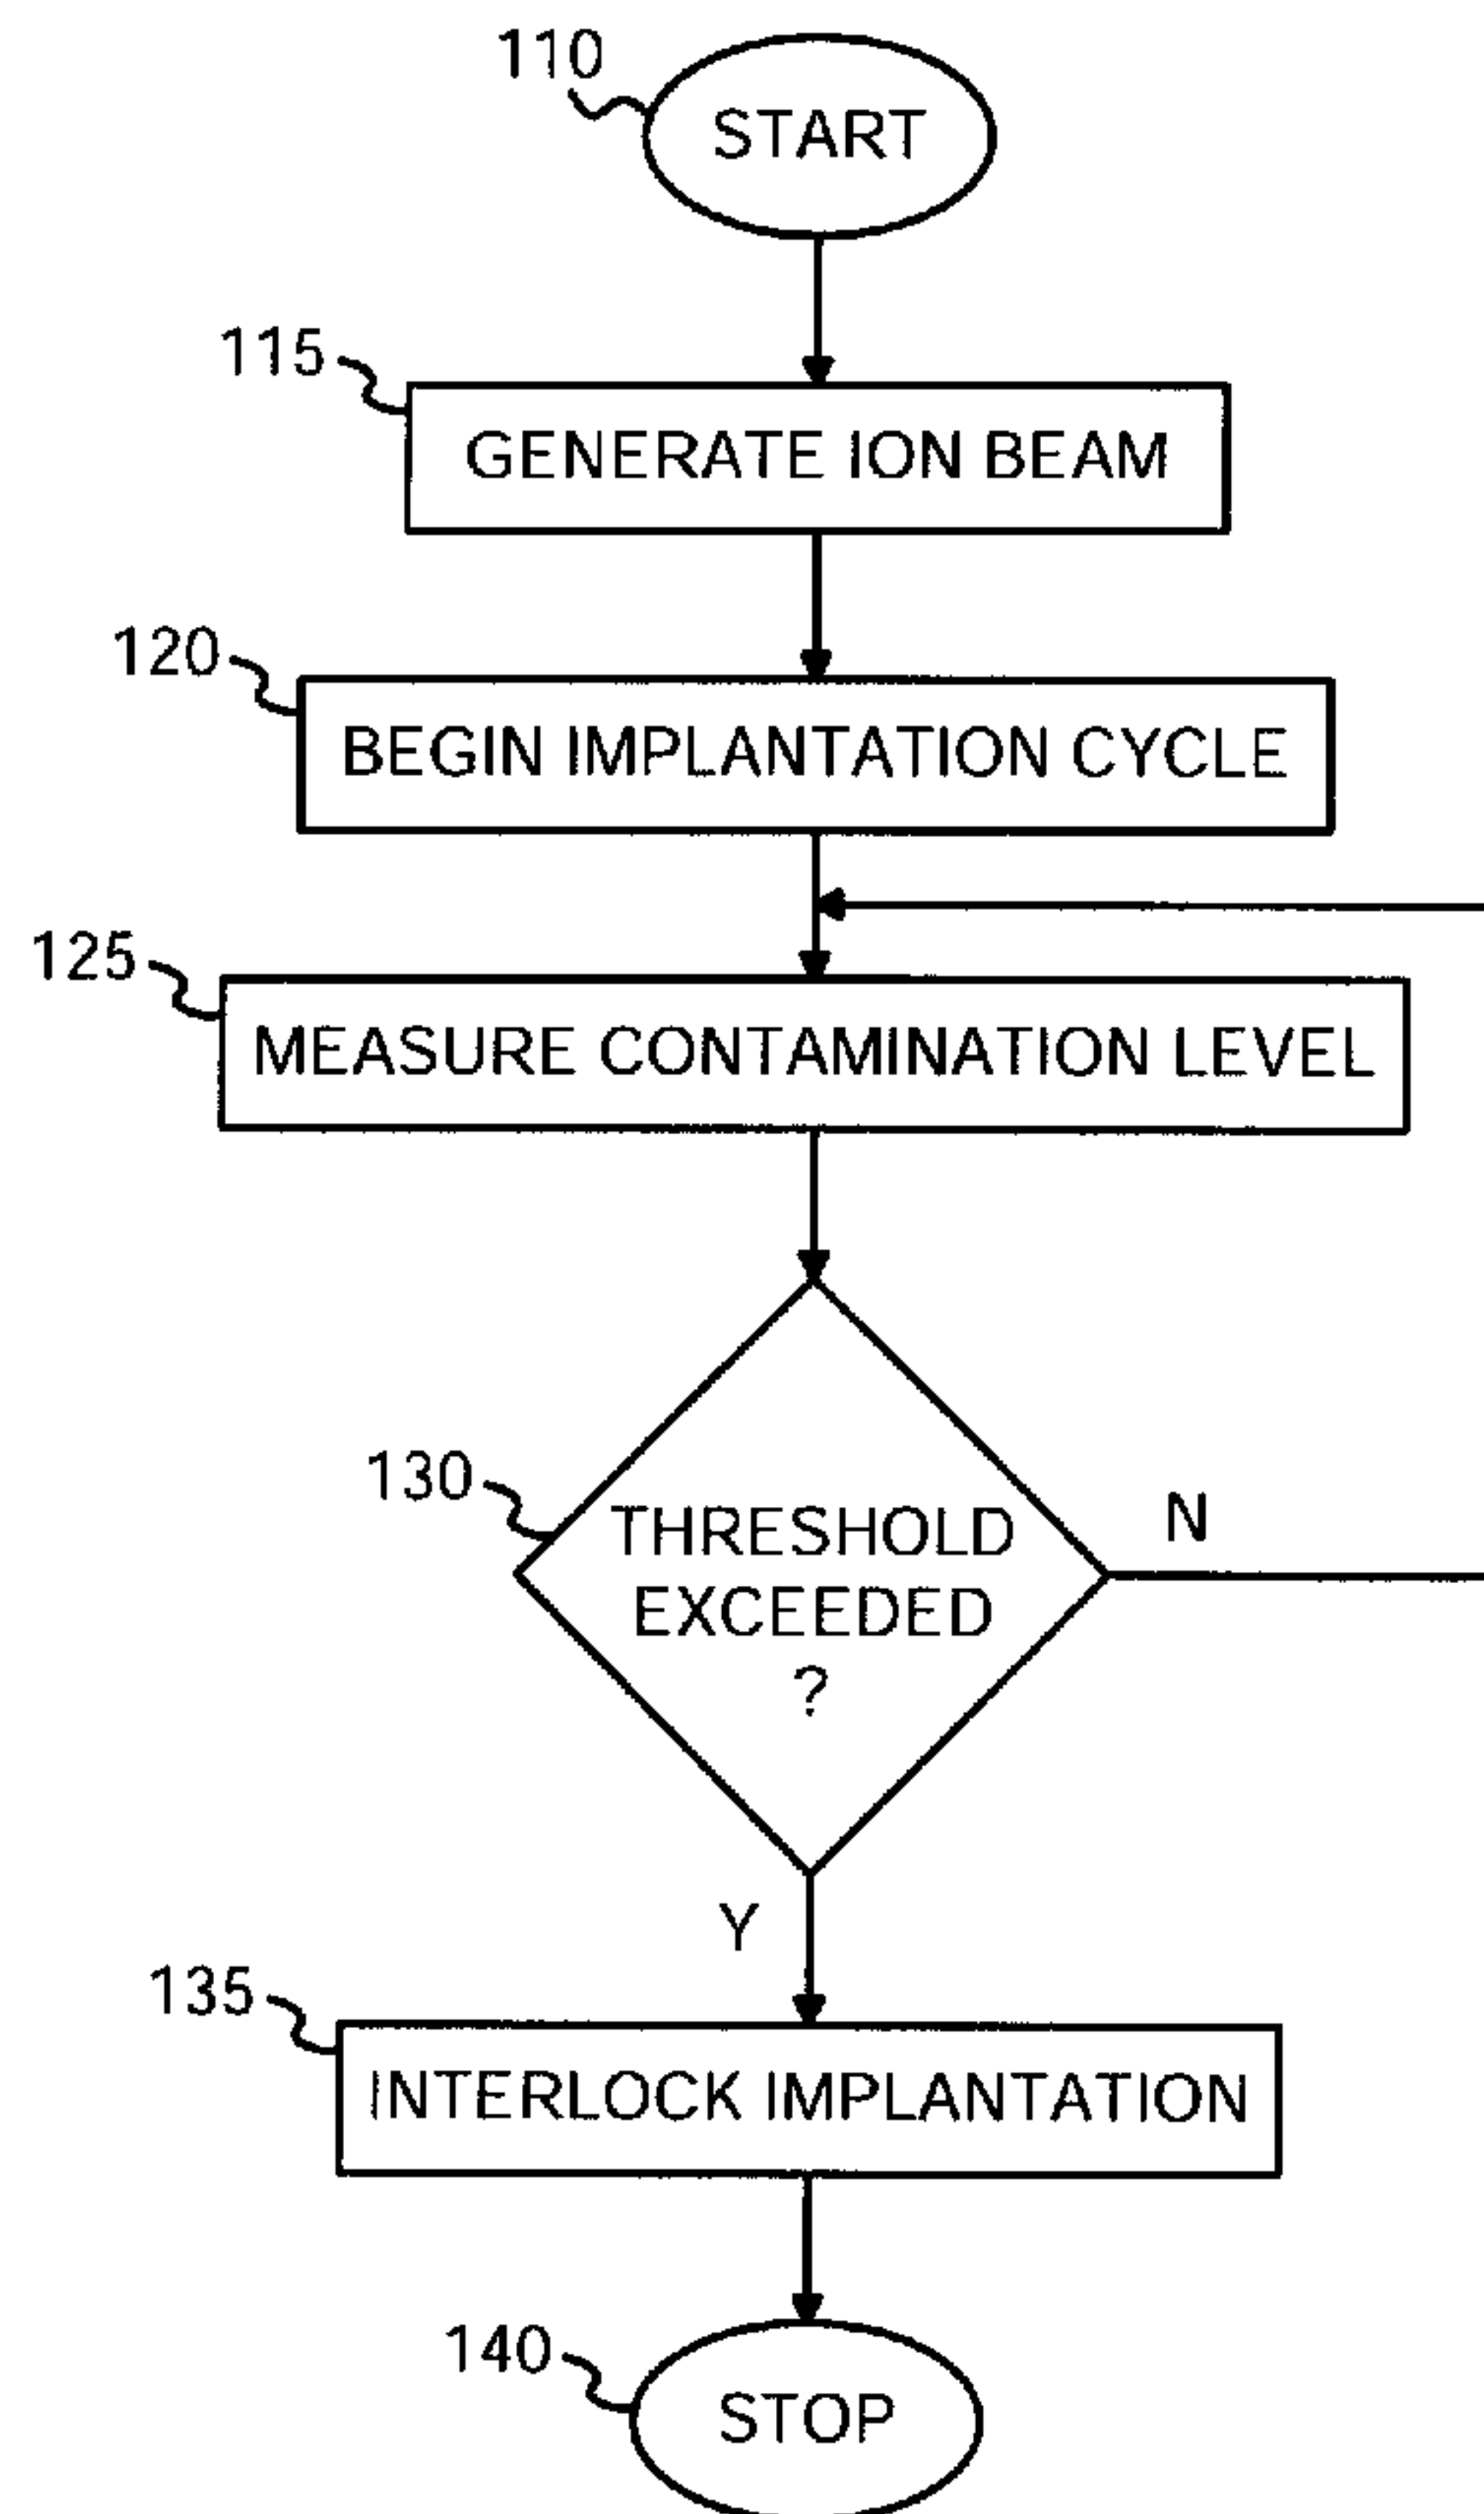 110
START
115
GENERATE ION BEAM
120
BEGIN IMPLANTATION CYCLE
125
MEASURE CONTAMINATION LEVEL
130
THRESHOLD
EXCEEDED
?
N
Y
135
INTERLOCK IMPLANTATION
140
STOP